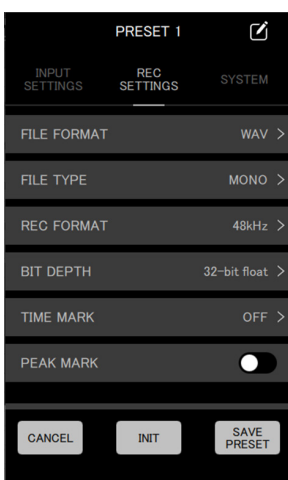 PRESET 1
INPUT
SETTINGS
REC
SETTINGS
SYSTEM
FILE FORMAT WAV >
FILE TYPE MONO >
REC FORMAT 48kHz >
BIT DEPTH 32-bit float >
TIME MARK OFF >
PEAK MARK
CANCEL
INIT
SAVE
PRESET